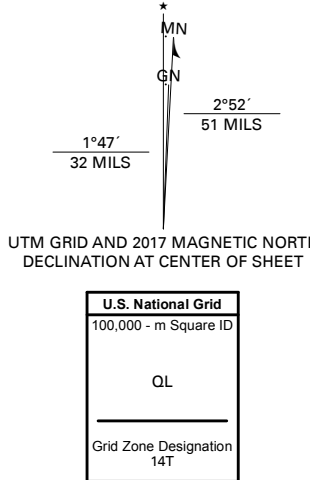 ★
MN
GN
2°52´
51 MILS
1°47´
32 MILS
UTM GRID AND 2017 MAGNETIC NORTH
DECLINATION AT CENTER OF SHEET
U.S. National Grid
100,000 - m Square ID
QL
Grid Zone Designation
14T